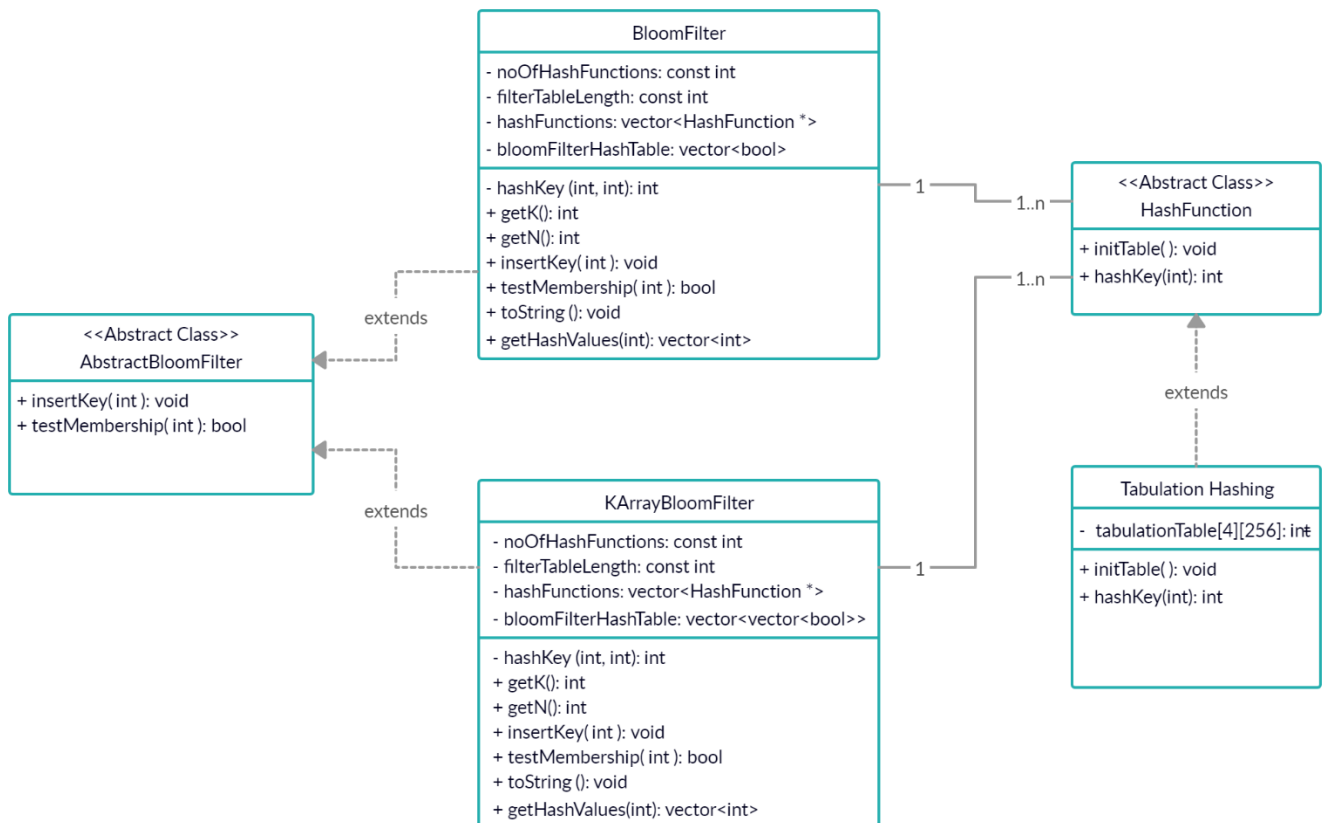 BloomFilter
- noOfHashFunctions: const int
- filterTableLength: const int
- hashFunctions: vector<HashFunction *>
- bloomFilterHashTable: vector<bool>
- hashKey (int, int): int
+ getK(): int
+ getN(): int
+ insertKey( int ): void
+ testMembership( int ): bool
+ toString (): void
+ getHashValues(int): vector<int>
1
1..n
<<Abstract Class>>
HashFunction
+ initTable( ): void
+ hashKey(int): int
1..n
extends
<<Abstract Class>>
AbstractBloomFilter
+ insertKey( int ): void
+ testMembership( int ): bool
extends
extends
KArrayBloomFilter
- noOfHashFunctions: const int
- filterTableLength: const int
- hashFunctions: vector<HashFunction *>
- bloomFilterHashTable: vector<vector<bool>>
- hashKey (int, int): int
+ getK(): int
+ getN(): int
+ insertKey( int ): void
+ testMembership( int ): bool
+ toString (): void
+ getHashValues(int): vector<int>
1
Tabulation Hashing
- tabulationTable[4][256]: int
+ initTable( ): void
+ hashKey(int): int